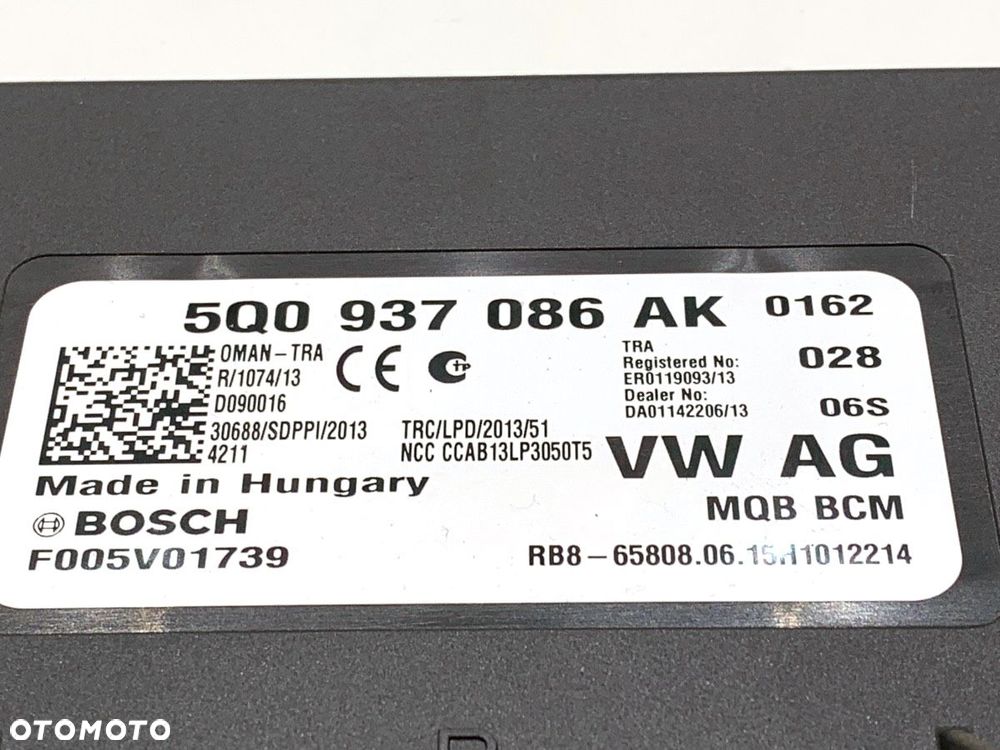 5Q0 937 086 AK 0162
OMAN-TRA
R/1074/13
D090016
CE
TRA
Registered No:
ER0119093/13
Dealer No:
DA01142206/13
028
06S
30688/SDPPI/2013
4211
TRC/LPD/2013/51
NCC CCAB13LP3050T5
VW AG
Made in Hungary
MQB BCM
BOSCH
F005V01739
RB8-65808.06.15H1012214
OTOMOTO